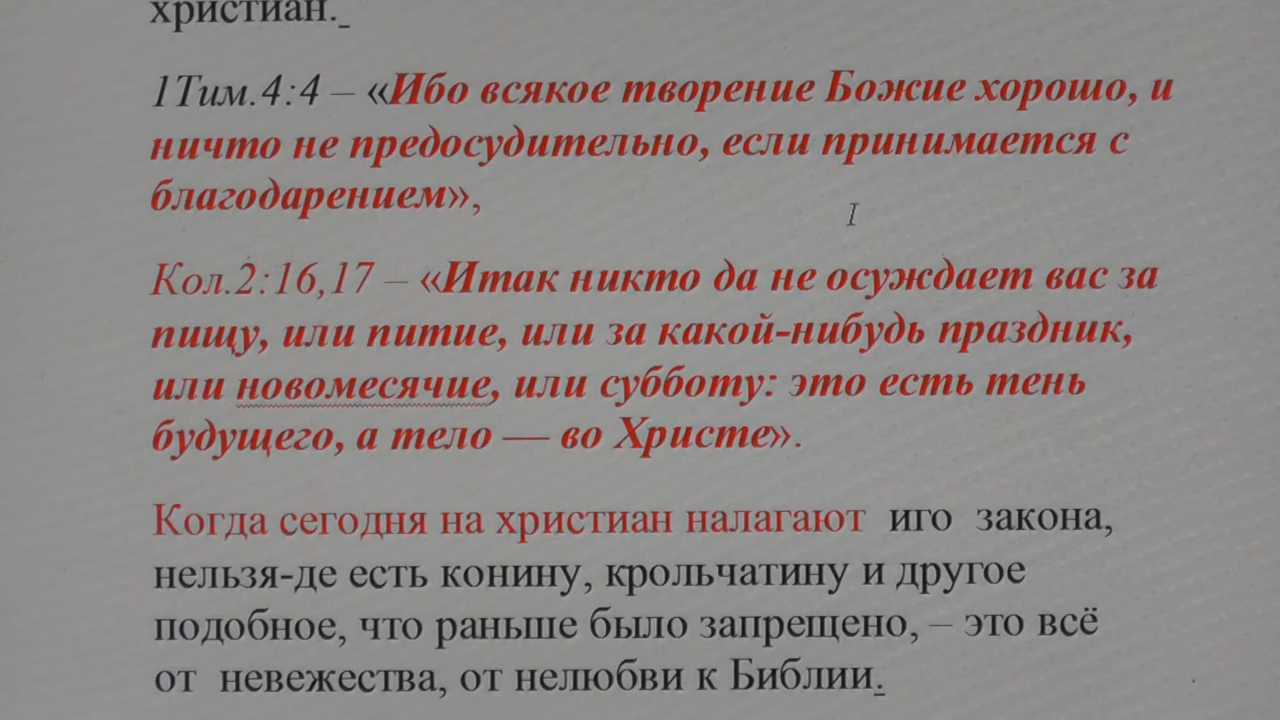 христиан.
1Тим.4:4 – «Ибо всякое творение Божие хорошо, и
ничто не предосудительно, если принимается с
благодарением»,
Кол.2:16,17 – «Итак никто да не осуждает вас за
пищу, или питие, или за какой-нибудь праздник,
или новомесячие, или субботу: это есть тень
будущего, а тело — во Христе».
Когда сегодня на христиан налагают иго закона,
нельзя-де есть конину, крольчатину и другое
подобное, что раньше было запрещено, – это всё
от невежества, от нелюбви к Библии.